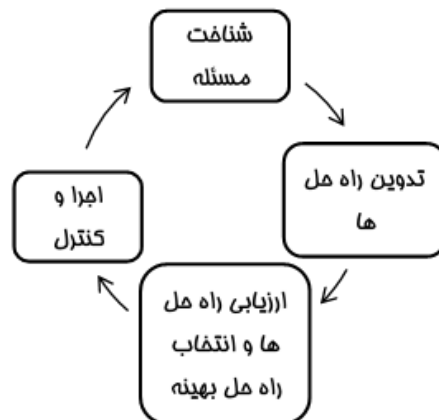 شناخت
مسئله
تدوین راه حل
ها
ارزیابی راه حل
ها و انتخاب
راه حل بهینه
اجرا و
کنترل